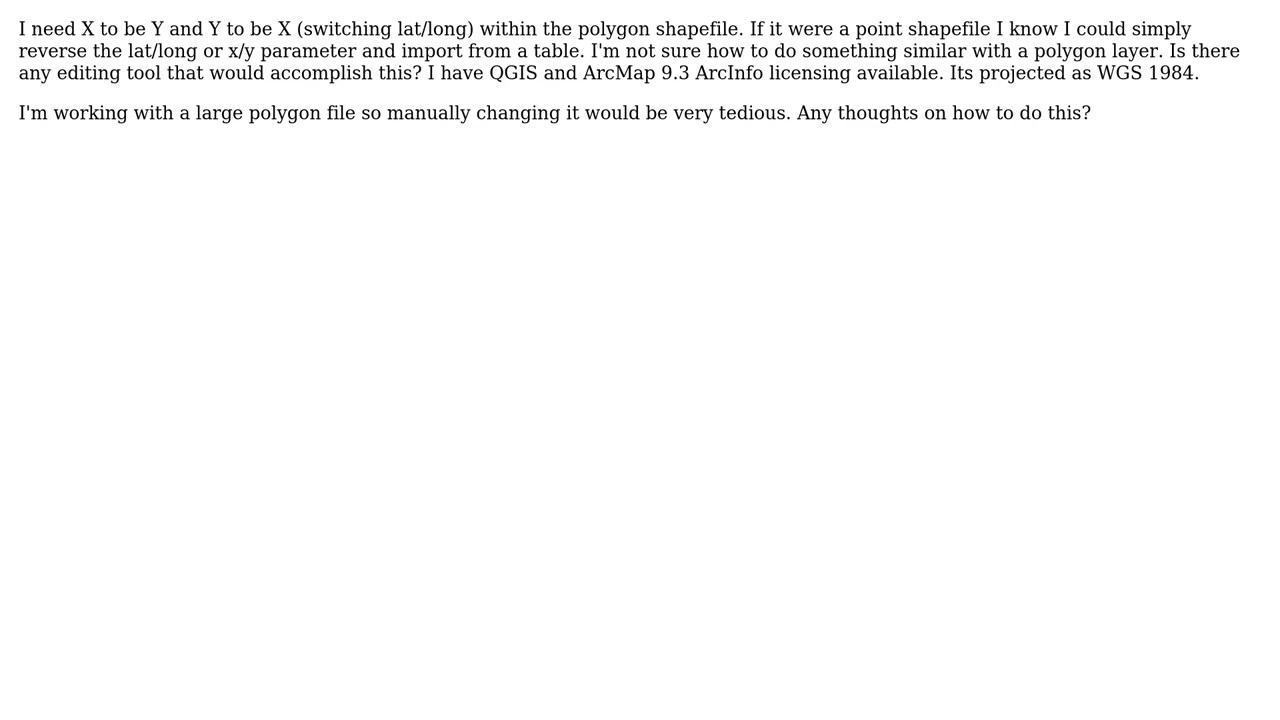 I need X to be Y and Y to be X (switching lat/long) within the polygon shapefile. If it were a point shapefile I know I could simply
reverse the lat/long or x/y parameter and import from a table. I'm not sure how to do something similar with a polygon layer. Is there
any editing tool that would accomplish this? I have QGIS and ArcMap 9.3 ArcInfo licensing available. Its projected as WGS 1984.
I'm working with a large polygon file so manually changing it would be very tedious. Any thoughts on how to do this?